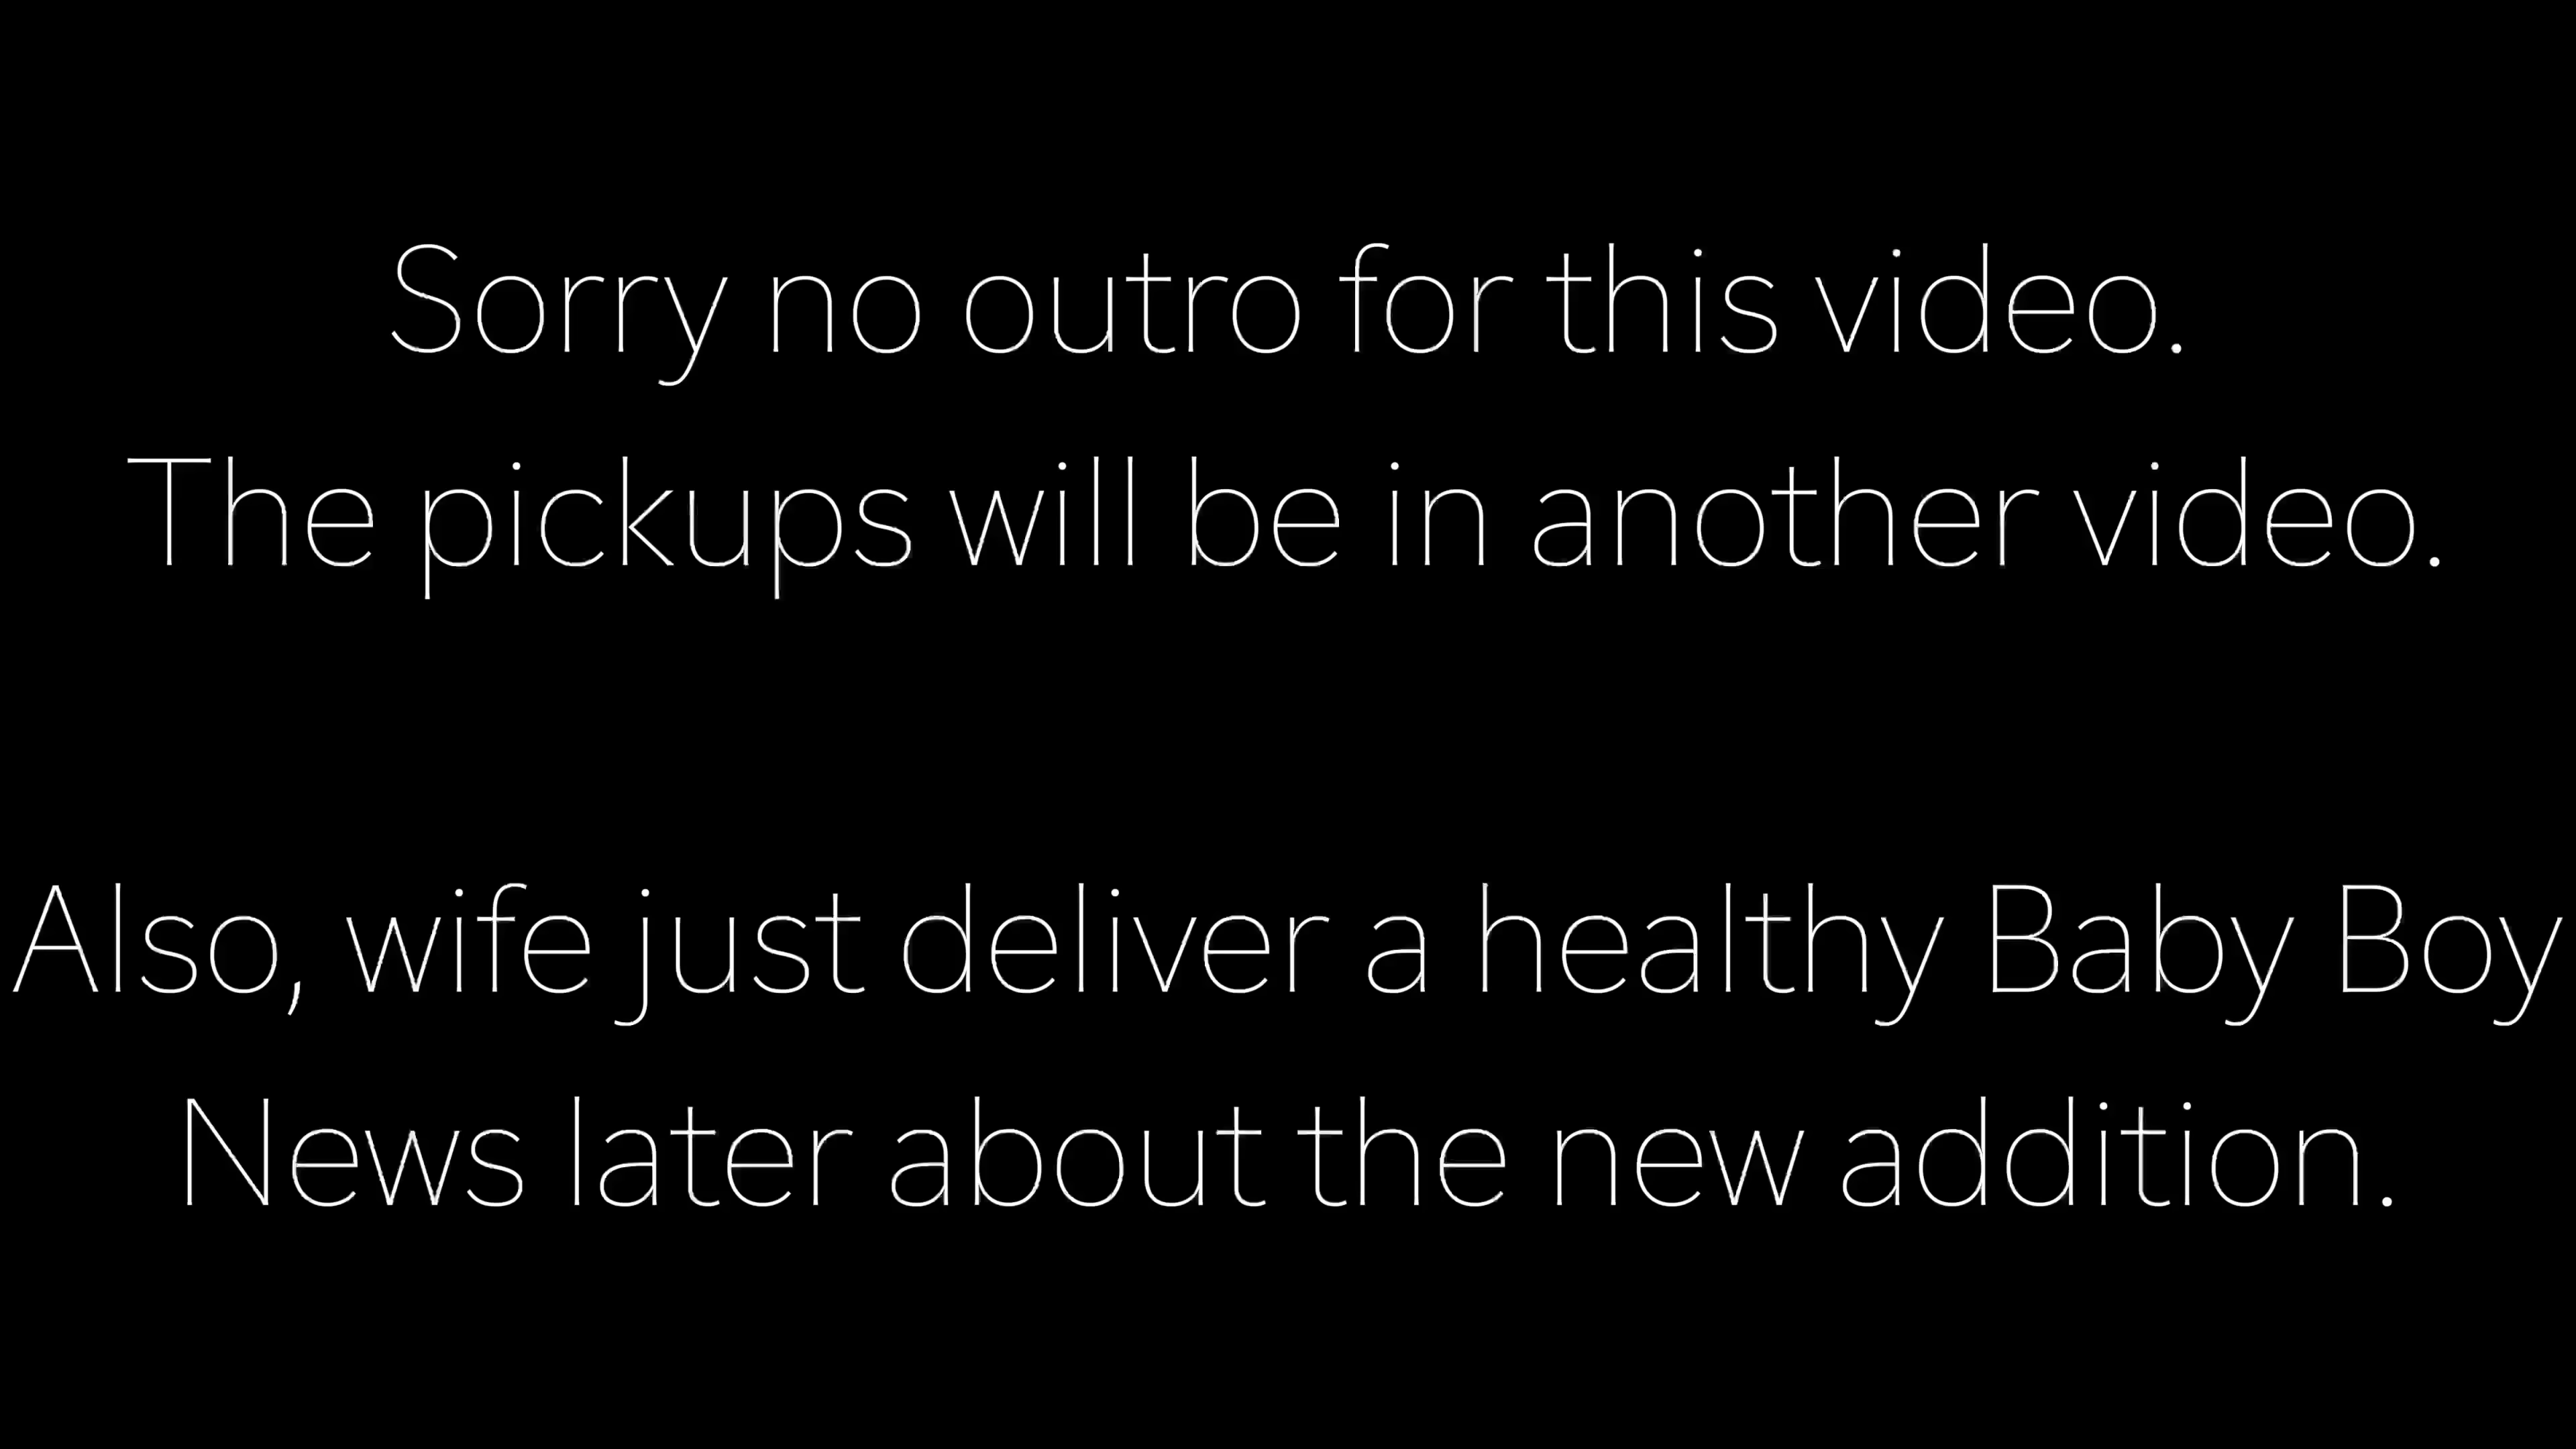 Sorry no outro for this video.
The pickups will be in another video.
Also, wife just deliver a healthy Baby Boy
News later about the new addition.